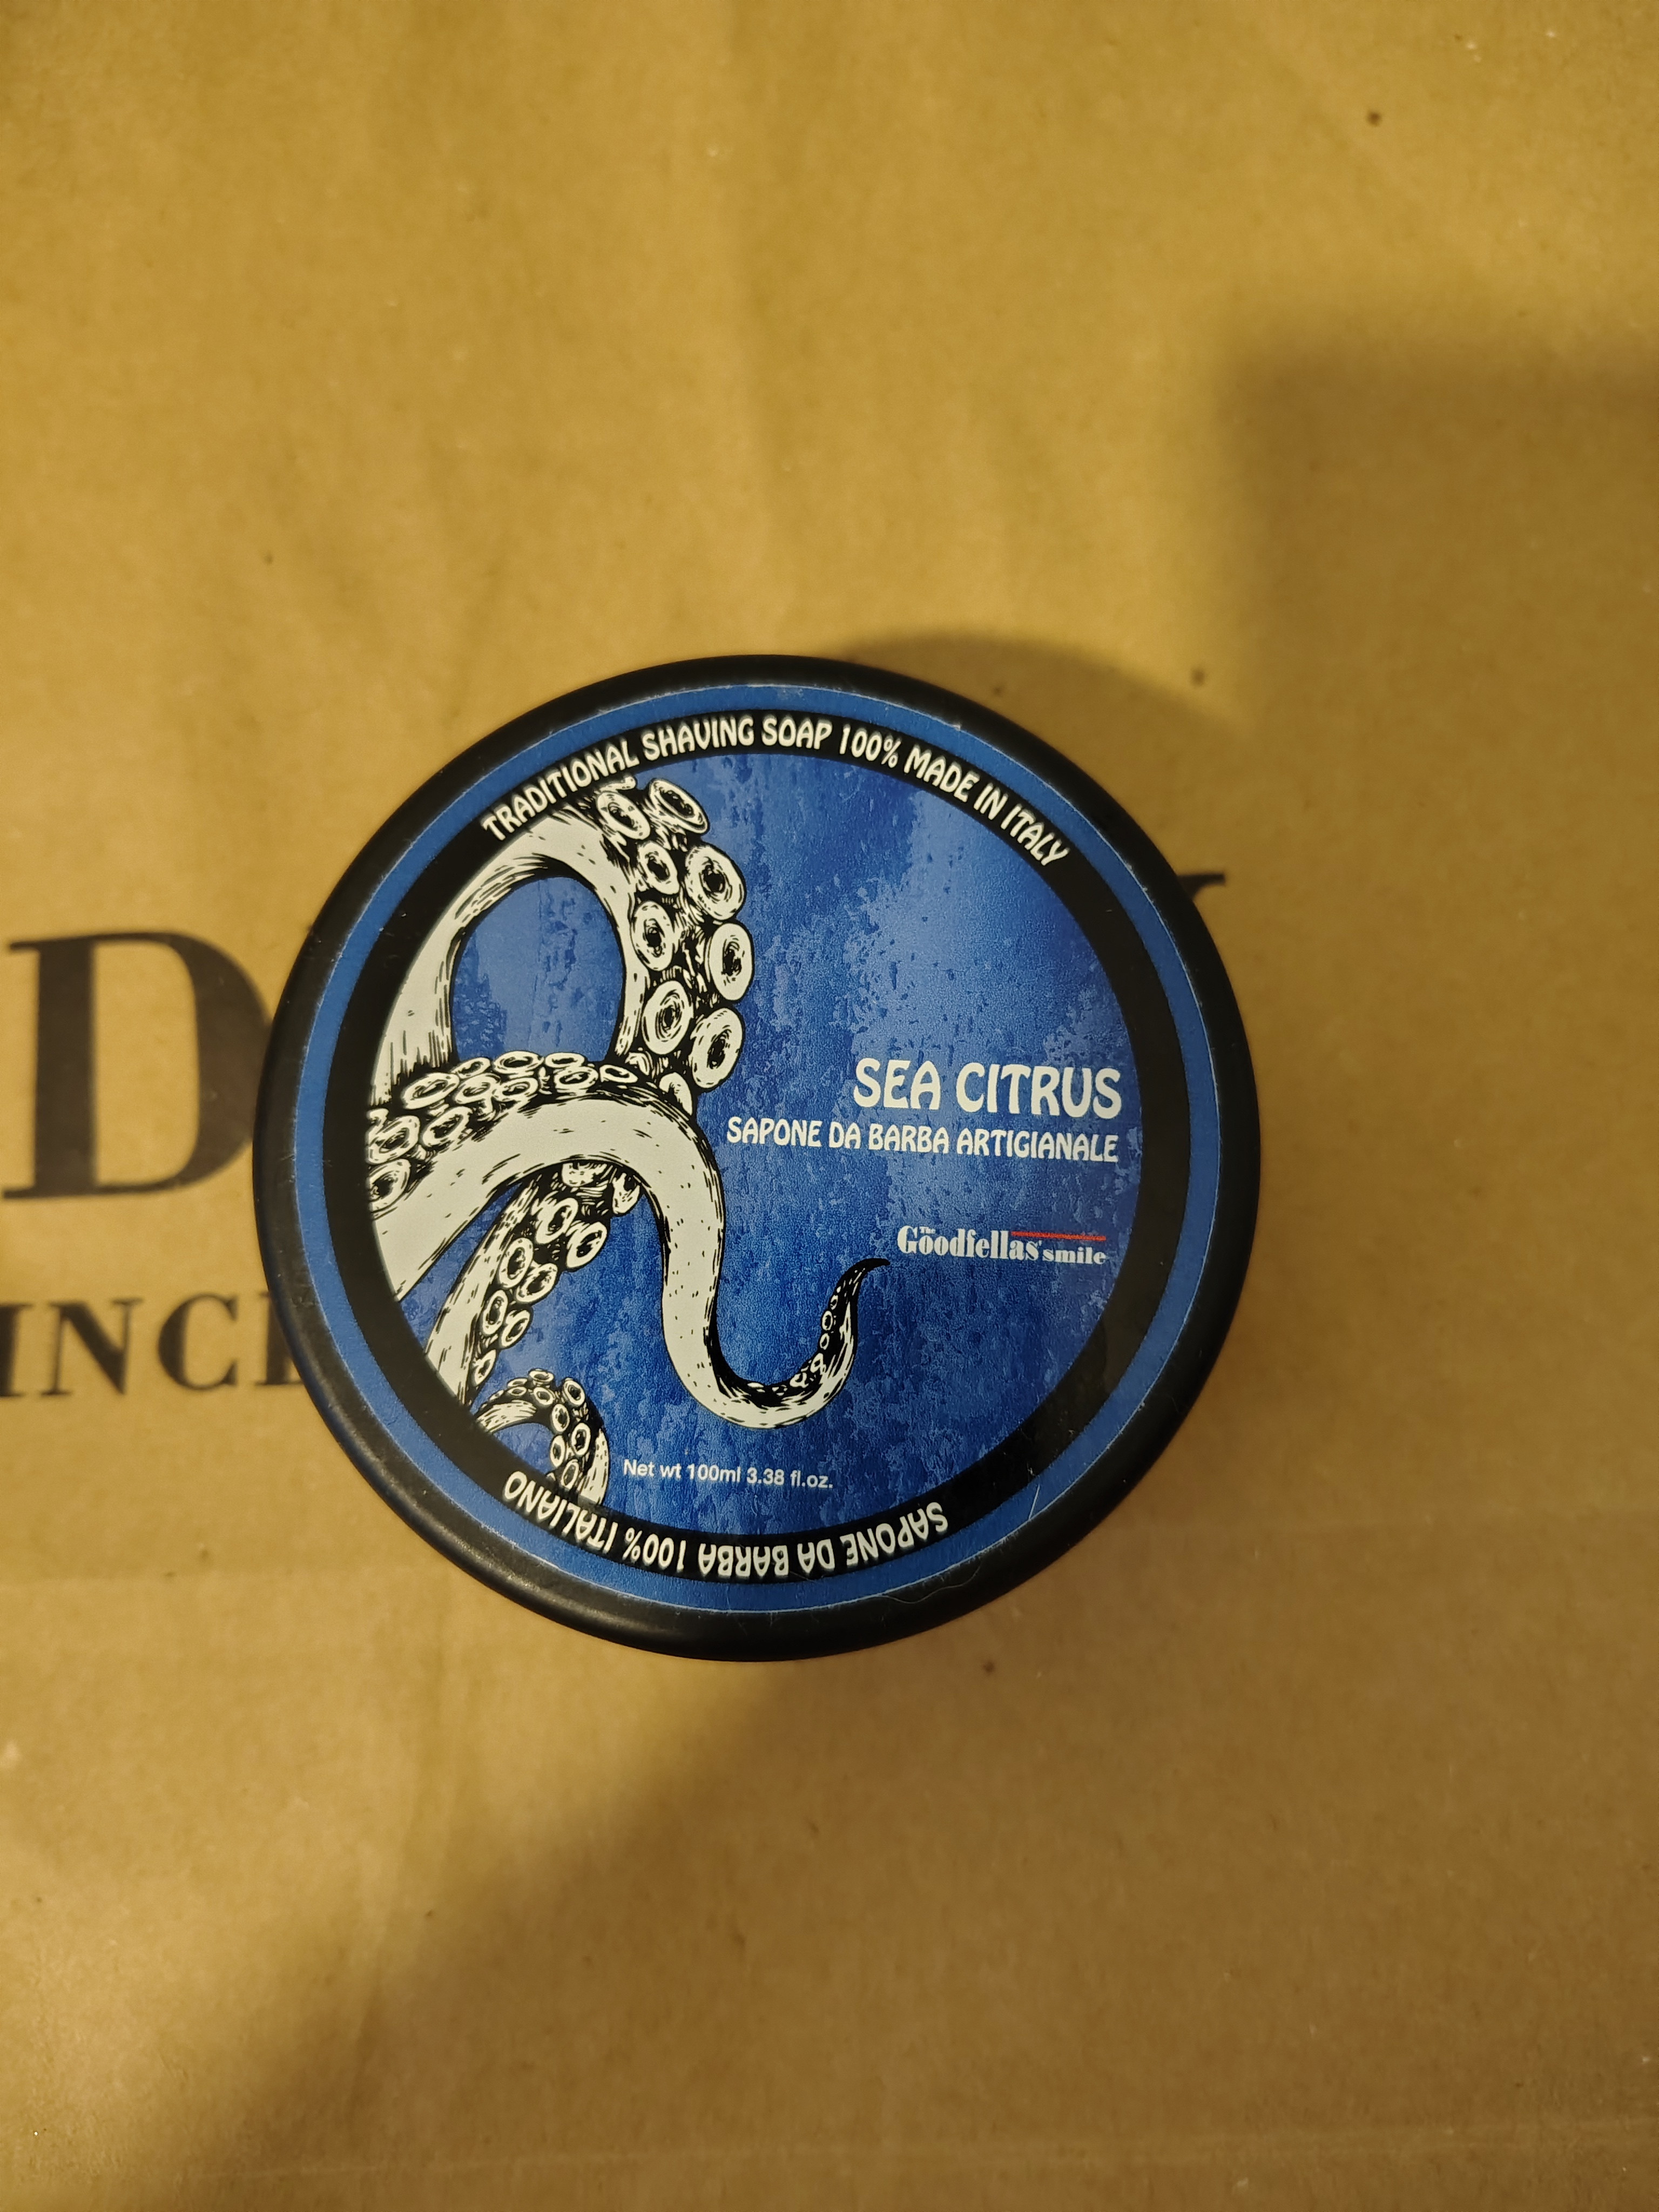 TRADITIONAL SHAVING SOAP 100% MADE IN ITALY
SEA CITRUS
SAPONE DA BARBA ARTIGIANALE
The Goodfellas' smile
Net wt 100ml 3.38 fl.oz.
SAPONE DA BARBA 100% ITALIANO